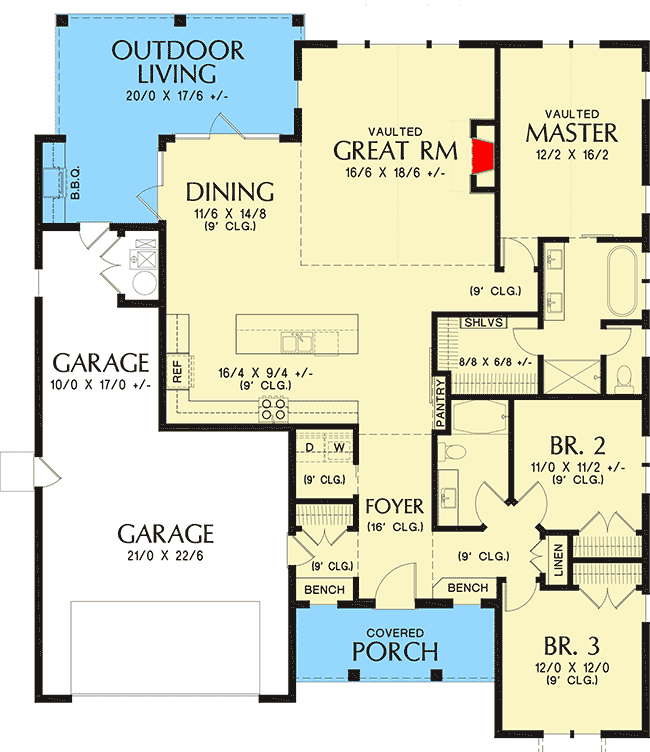 OUTDOOR
LIVING
20/0 X 17/6 +/-
VAULTED
GREAT RM
16/6 X 18/6 +/-
VAULTED
MASTER
12/2 X 16/2
B.B.Q.
DINING
11/6 X 14/8
(9' CLG.)
(9' CLG.)
SHLVS
8/8 X 6/8 +/-
GARAGE
10/0 X 17/0 +/-
REF
16/4 X 9/4 +/-
(9' CLG.)
PANTRY
D W
(9' CLG.)
BR. 2
11/0 X 11/2 +/-
(9' CLG.)
FOYER
(16' CLG.)
GARAGE
21/0 X 22/6
(9' CLG.)
BENCH
(9' CLG.)
BENCH
LINEN
COVERED
PORCH
BR. 3
12/0 X 12/0
(9' CLG.)